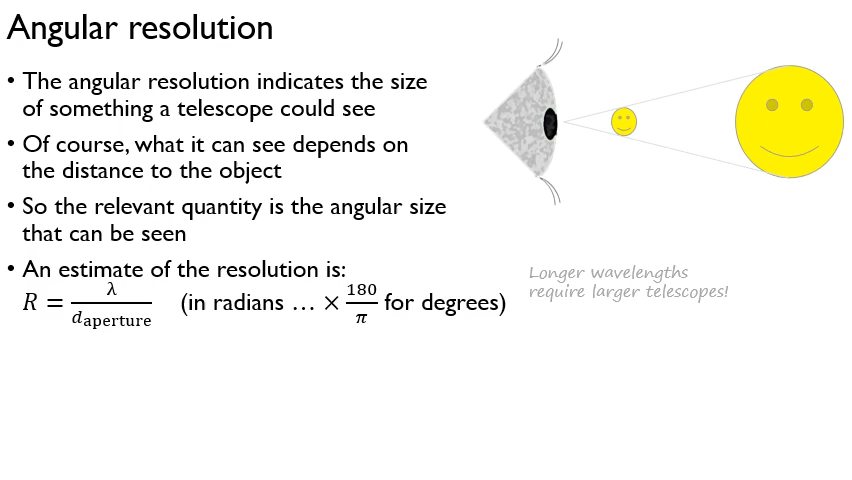 Angular resolution
• The angular resolution indicates the size
of something a telescope could see
• Of course, what it can see depends on
the distance to the object
• So the relevant quantity is the angular size
that can be seen
• An estimate of the resolution is:
R = λ/d_aperture (in radians … × 180/π for degrees)
Longer wavelengths
require larger telescopes!